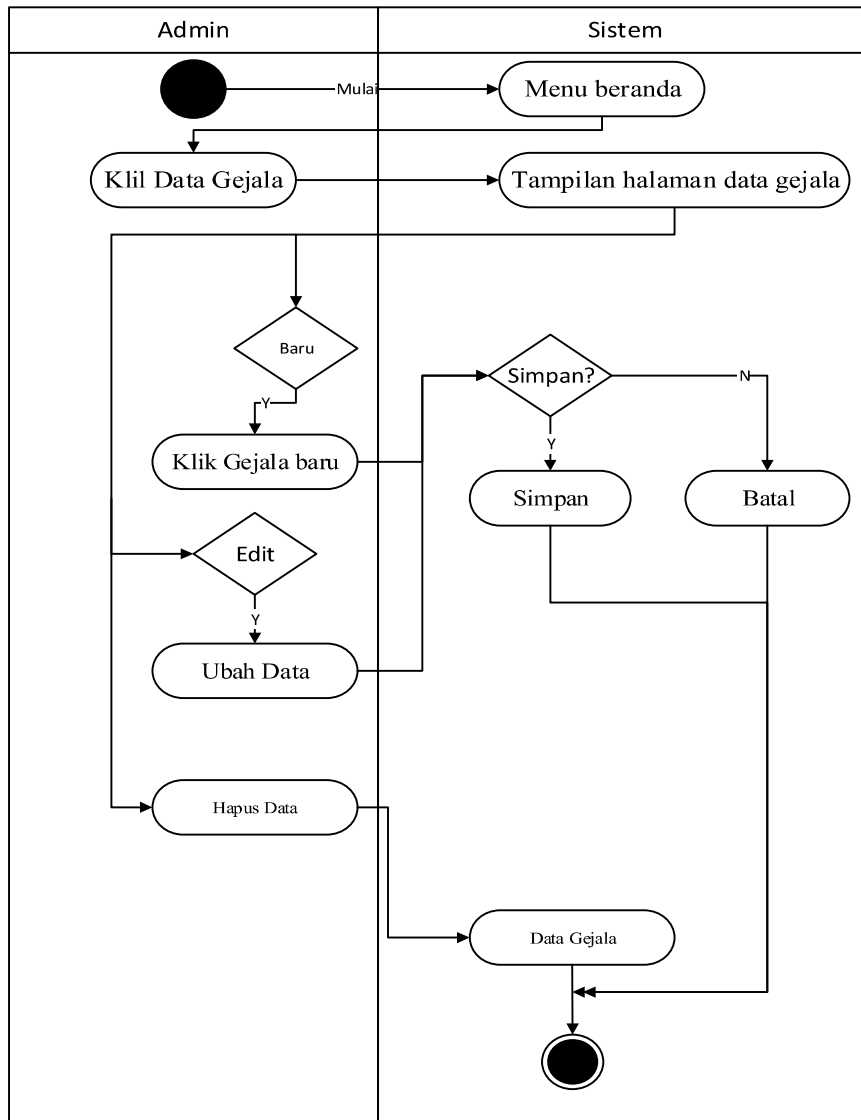 Admin
Sistem
Mulai
Menu beranda
Klil Data Gejala
Tampilan halaman data gejala
Baru
Simpan?
N
Y
Y
Klik Gejala baru
Simpan
Batal
Edit
Y
Ubah Data
Hapus Data
Data Gejala